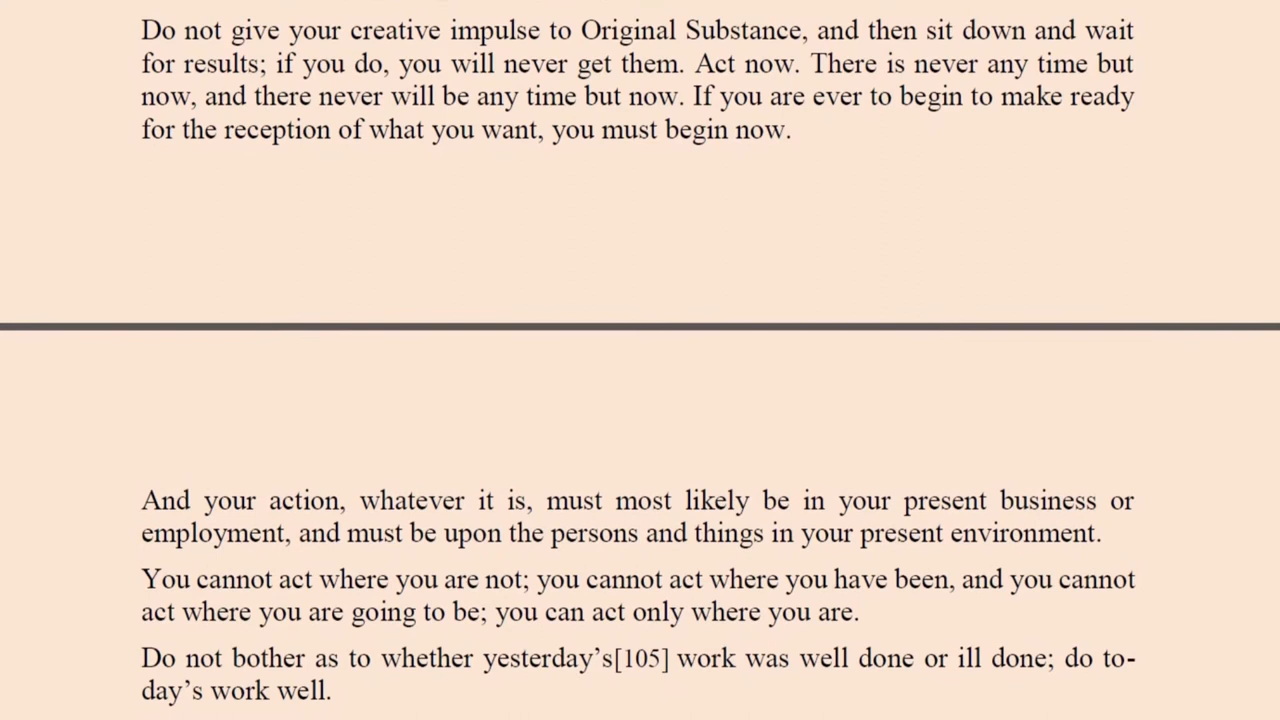 Do not give your creative impulse to Original Substance, and then sit down and wait
for results; if you do, you will never get them. Act now. There is never any time but
now, and there never will be any time but now. If you are ever to begin to make ready
for the reception of what you want, you must begin now.
And your action, whatever it is, must most likely be in your present business or
employment, and must be upon the persons and things in your present environment.
You cannot act where you are not; you cannot act where you have been, and you cannot
act where you are going to be; you can act only where you are.
Do not bother as to whether yesterday’s[105] work was well done or ill done; do to-
day’s work well.